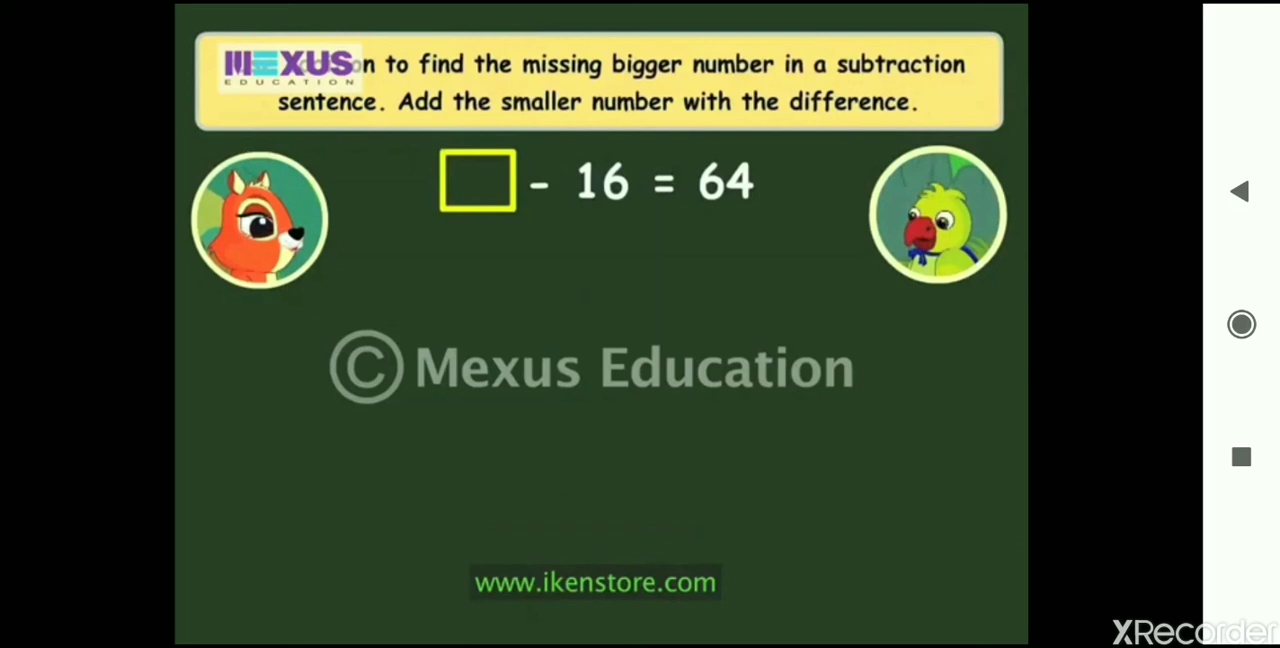 MEXUS
EDUCATION
n to find the missing bigger number in a subtraction
sentence. Add the smaller number with the difference.
- 16 = 64
© Mexus Education
www.ikenstore.com
XRecorder